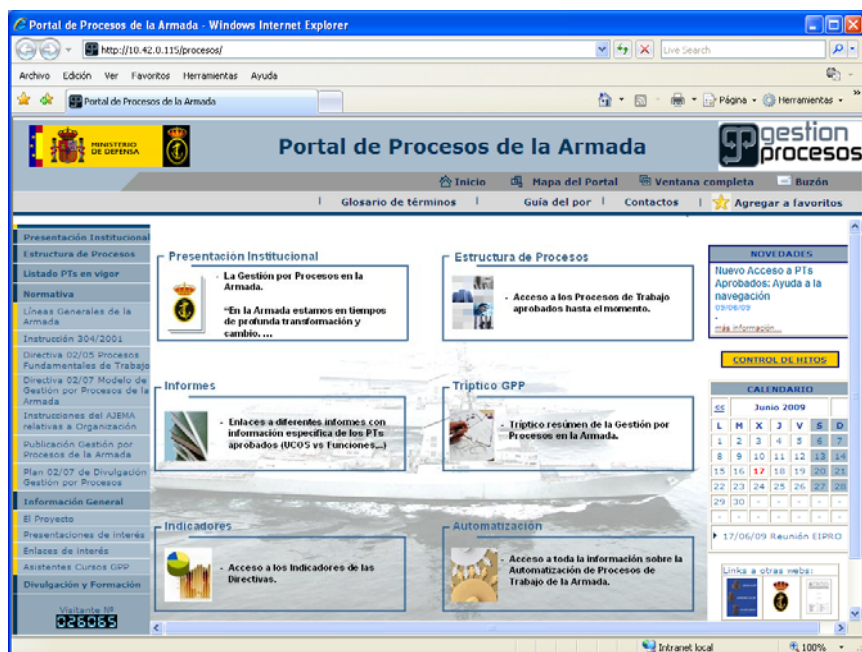 Portal de Procesos de la Armada - Windows Internet Explorer
http://10.42.0.115/procesos/
Live Search
Archivo Edición Ver Favoritos Herramientas Ayuda
Portal de Procesos de la Armada
Página Herramientas
MINISTERIO
DE DEFENSA
Portal de Procesos de la Armada
gestion
procesos
Inicio Mapa del Portal Ventana completa Buzón
Glosario de términos Guía del por Contactos Agregar a favoritos
Presentación Institucional
Estructura de Procesos
Listado PTs en vigor
Normativa
Líneas Generales de la
Armada
Instrucción 304/2001
Directiva 02/05 Procesos
Fundamentales de Trabajo
Directiva 02/07 Modelo de
Gestión por Procesos de la
Armada
Instrucciones del AJEMA
relativas a Organización
Publicación Gestión por
Procesos de la Armada
Plan 02/07 de Divulgación
Gestión por Procesos
Información General
El Proyecto
Presentaciones de interés
Enlaces de interés
Asistentes Cursos GPP
Divulgación y Formación
Visitante Nº
026065
Presentación Institucional
- La Gestión por Procesos en la
Armada.
"En la Armada estamos en tiempos
de profunda transformación y
cambio. ...
Estructura de Procesos
- Acceso a los Procesos de Trabajo
aprobados hasta el momento.
Informes
- Enlaces a diferentes informes con
información específica de los PTs
aprobados (UCOS vs Funciones,..)
Tríptico GPP
- Tríptico resúmen de la Gestión por
Procesos en la Armada.
Indicadores
- Acceso a los Indicadores de las
Directivas.
Automatización
- Acceso a toda la información sobre la
Automatización de Procesos de
Trabajo de la Armada.
NOVEDADES
Nuevo Acceso a PTs
Aprobados: Ayuda a la
navegación
09/06/09
-
más información...
CONTROL DE HITOS
CALENDARIO
<< Junio 2009
L M X J V S D
1 2 3 4 5 6 7
8 9 10 11 12 13 14
15 16 17 18 19 20 21
22 23 24 25 26 27 28
29 30 - - - - -
- - - - - - -
17/06/09 Reunión EIPRO
Links a otras webs:
Intranet local 100%